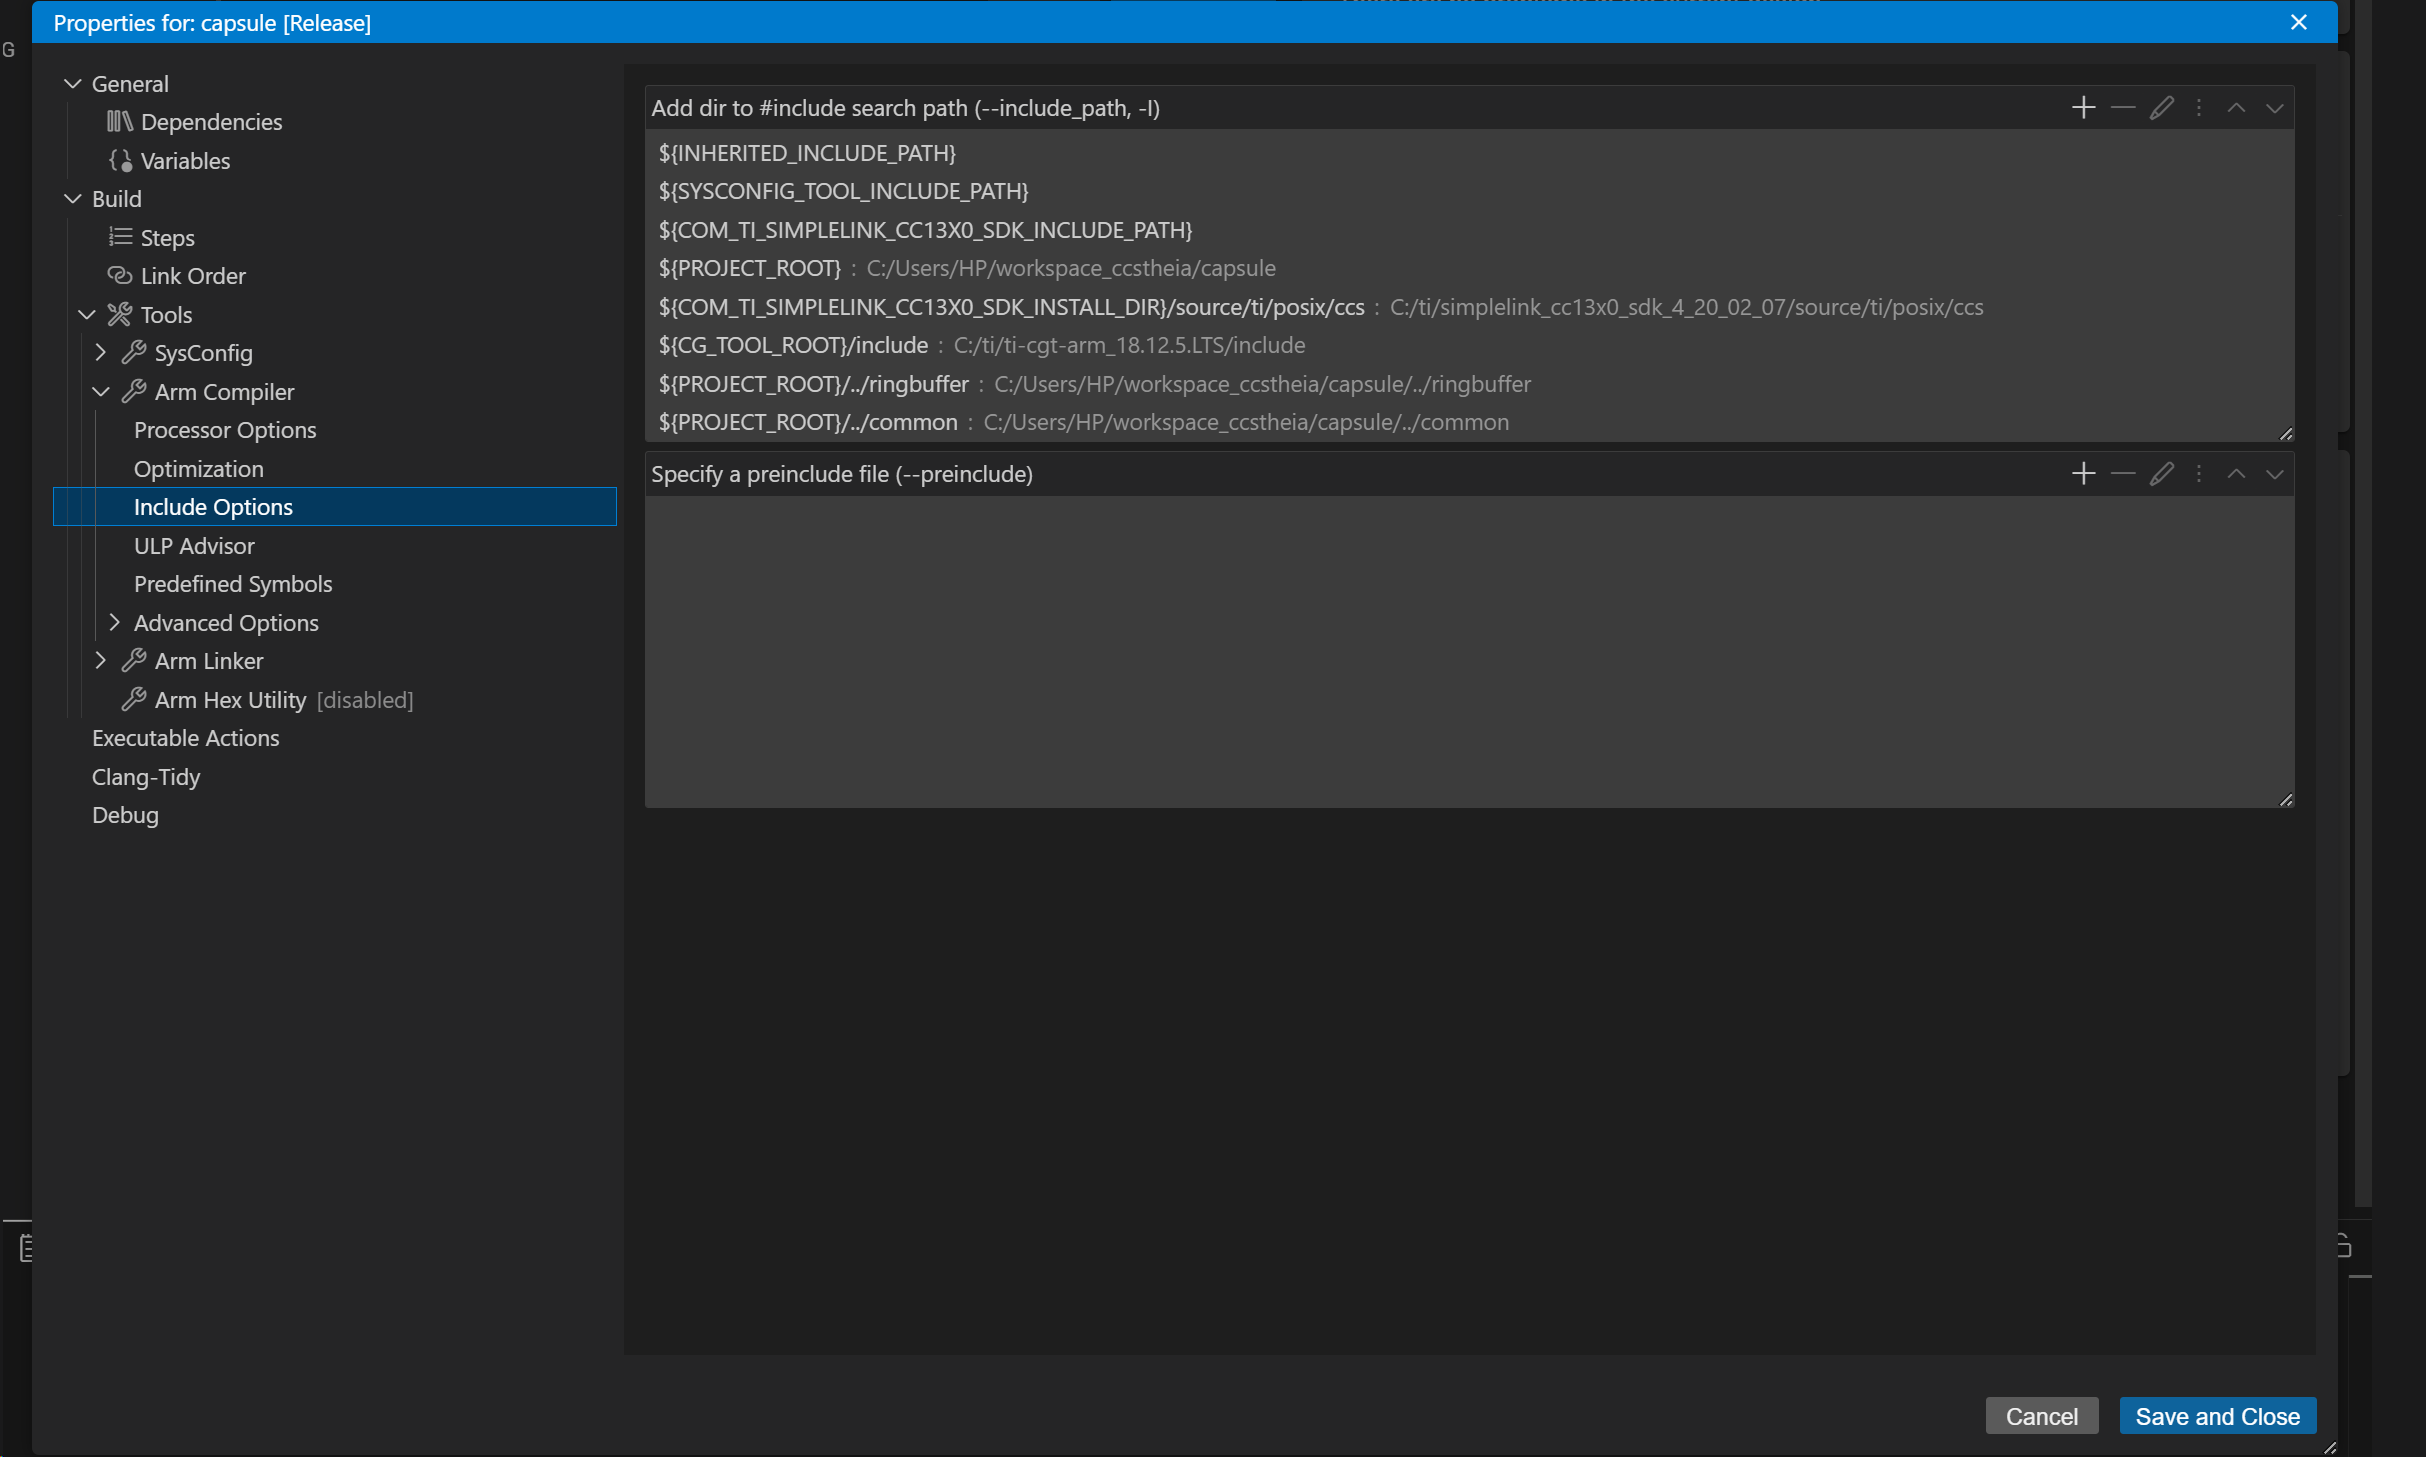 Properties for: capsule [Release]
G
General
Dependencies
Variables
Build
Steps
Link Order
Tools
SysConfig
Arm Compiler
Processor Options
Optimization
Include Options
ULP Advisor
Predefined Symbols
Advanced Options
Arm Linker
Arm Hex Utility [disabled]
Executable Actions
Clang-Tidy
Debug
Add dir to #include search path (--include_path, -I)
${INHERITED_INCLUDE_PATH}
${SYSCONFIG_TOOL_INCLUDE_PATH}
${COM_TI_SIMPLELINK_CC13X0_SDK_INCLUDE_PATH}
${PROJECT_ROOT} : C:/Users/HP/workspace_ccstheia/capsule
${COM_TI_SIMPLELINK_CC13X0_SDK_INSTALL_DIR}/source/ti/posix/ccs : C:/ti/simplelink_cc13x0_sdk_4_20_02_07/source/ti/posix/ccs
${CG_TOOL_ROOT}/include : C:/ti/ti-cgt-arm_18.12.5.LTS/include
${PROJECT_ROOT}/../ringbuffer : C:/Users/HP/workspace_ccstheia/capsule/../ringbuffer
${PROJECT_ROOT}/../common : C:/Users/HP/workspace_ccstheia/capsule/../common
Specify a preinclude file (--preinclude)
Cancel
Save and Close